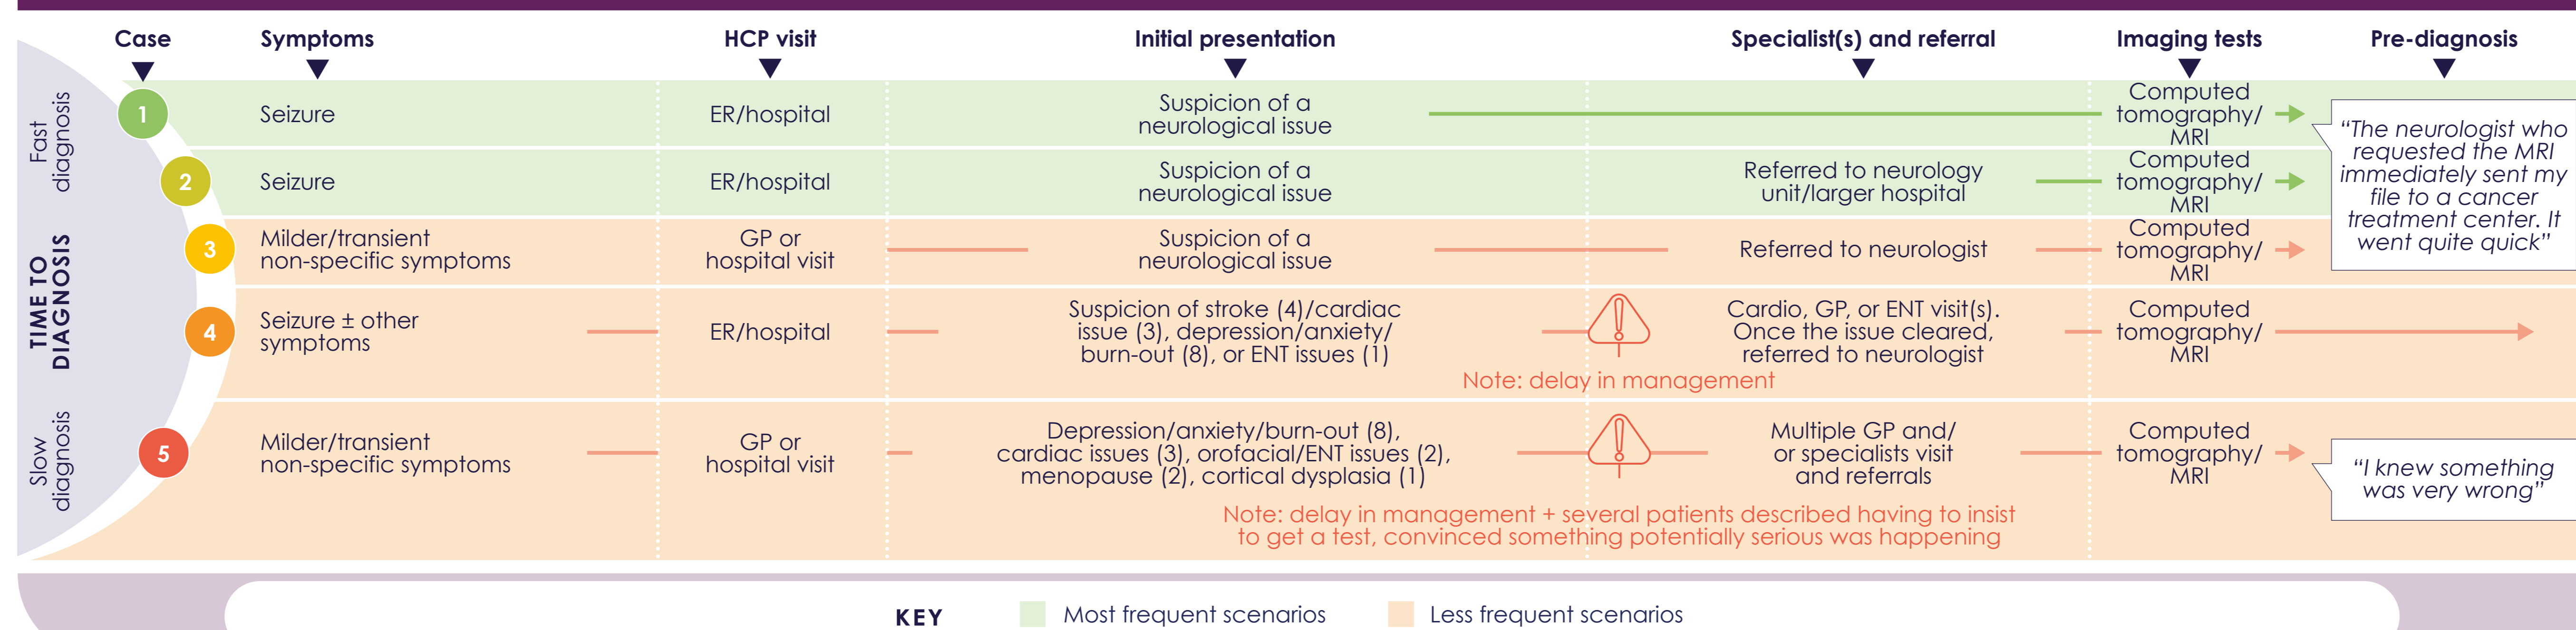 Case
Symptoms
HCP visit
Initial presentation
Specialist(s) and referral
Imaging tests
Pre-diagnosis
Fast
diagnosis
TIME TO
DIAGNOSIS
Slow
diagnosis
1
Seizure
ER/hospital
Suspicion of a
neurological issue
Computed
tomography/
MRI
2
Seizure
ER/hospital
Suspicion of a
neurological issue
Referred to neurology
unit/larger hospital
Computed
tomography/
MRI
3
Milder/transient
non-specific symptoms
GP or
hospital visit
Suspicion of a
neurological issue
Referred to neurologist
Computed
tomography/
MRI
“The neurologist who
requested the MRI
immediately sent my
file to a cancer
treatment center. It
went quite quick”
4
Seizure ± other
symptoms
ER/hospital
Suspicion of stroke (4)/cardiac
issue (3), depression/anxiety/
burn-out (8), or ENT issues (1)
Cardio, GP, or ENT visit(s).
Once the issue cleared,
referred to neurologist
Computed
tomography/
MRI
Note: delay in management
5
Milder/transient
non-specific symptoms
GP or
hospital visit
Depression/anxiety/burn-out (8),
cardiac issues (3), orofacial/ENT issues (2),
menopause (2), cortical dysplasia (1)
Multiple GP and/
or specialists visit
and referrals
Computed
tomography/
MRI
“I knew something
was very wrong”
Note: delay in management + several patients described having to insist
to get a test, convinced something potentially serious was happening
KEY
Most frequent scenarios
Less frequent scenarios